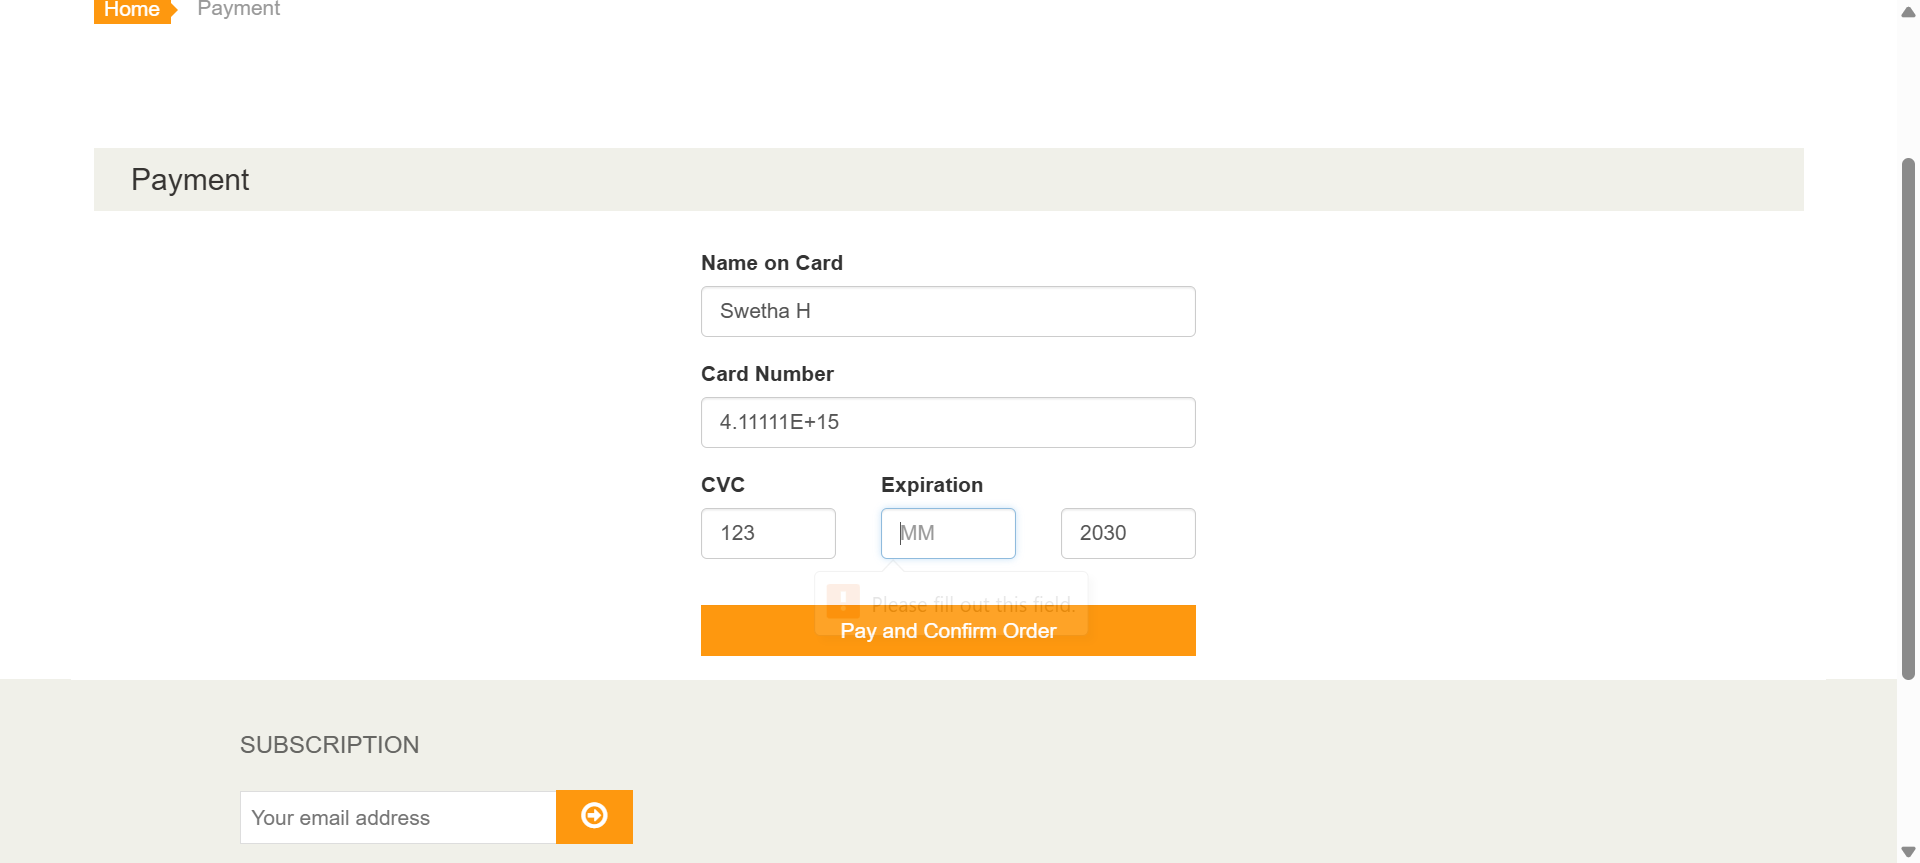 Home Payment
Payment
Name on Card
Swetha H
Card Number
4.11111E+15
CVC Expiration
123 MM 2030
Please fill out this field.
Pay and Confirm Order
SUBSCRIPTION
Your email address